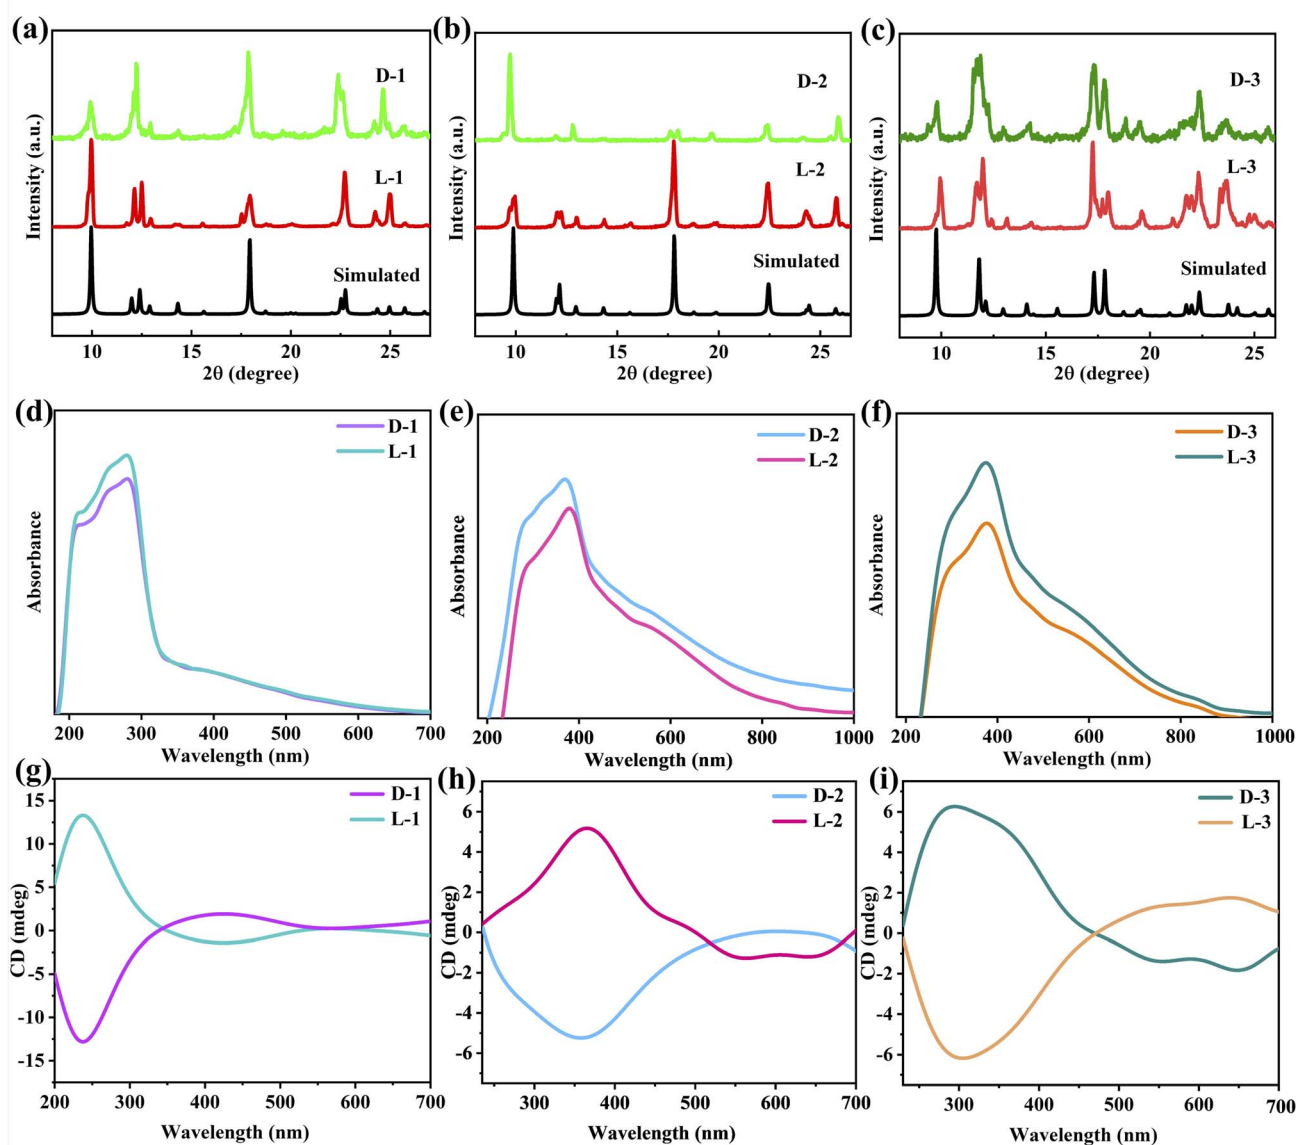 (a)
D-1
L-1
Simulated
Intensity (a.u.)
10 15 20 25
2θ (degree)
(b)
D-2
L-2
Simulated
Intensity (a.u.)
10 15 20 25
2θ (degree)
(c)
D-3
L-3
Simulated
Intensity (a.u.)
10 15 20 25
2θ (degree)
(d)
D-1
L-1
Absorbance
200 300 400 500 600 700
Wavelength (nm)
(e)
D-2
L-2
Absorbance
200 400 600 800 1000
Wavelength (nm)
(f)
D-3
L-3
Absorbance
200 400 600 800 1000
Wavelength (nm)
(g)
D-1
L-1
15
10
5
0
-5
-10
-15
CD (mdeg)
200 300 400 500 600 700
Wavelength (nm)
(h)
D-2
L-2
6
4
2
0
-2
-4
-6
CD (mdeg)
300 400 500 600 700
Wavelength (nm)
(i)
D-3
L-3
6
4
2
0
-2
-4
-6
CD (mdeg)
300 400 500 600 700
Wavelength (nm)